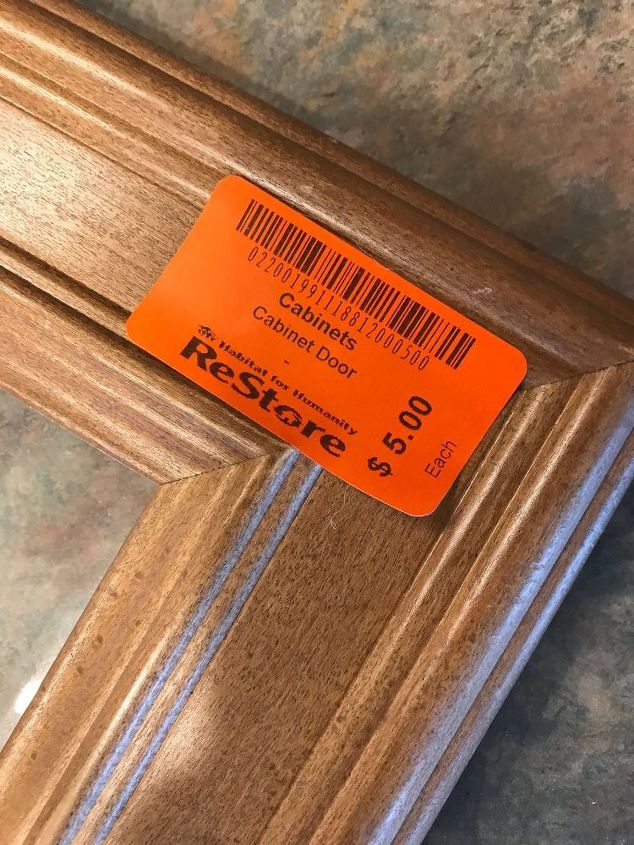 022001991118812000500
Cabinets
Cabinet Door
-
Habitat for Humanity
ReStore
$ 5.00
Each